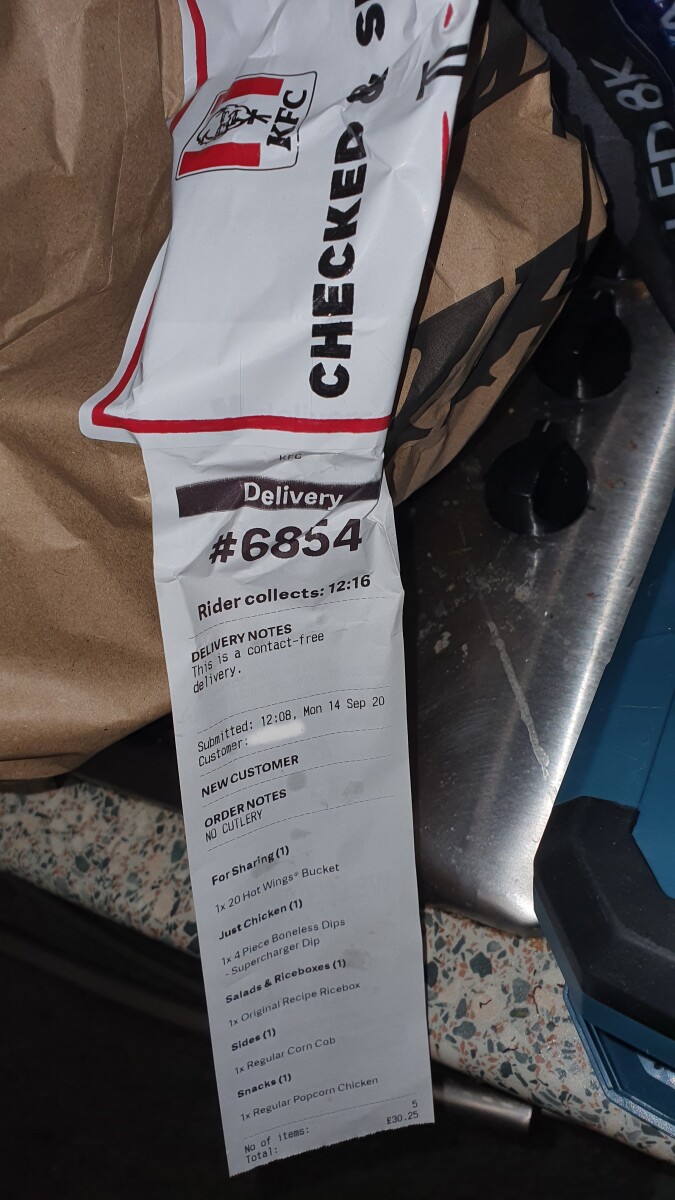 KFC
CHECKED &
LED 8K
KFC
Delivery
#6854
Rider collects: 12:16
DELIVERY NOTES
This is a contact-free
delivery.
Submitted: 12:08, Mon 14 Sep 20
Customer:
NEW CUSTOMER
ORDER NOTES
NO CUTLERY
For Sharing (1)
1x 20 Hot Wings® Bucket
Just Chicken (1)
1x 4 Piece Boneless Dips
- Supercharger Dip
Salads & Riceboxes (1)
1x Original Recipe Ricebox
Sides (1)
1x Regular Corn Cob
Snacks (1)
1x Regular Popcorn Chicken
No of items: 5
Total: £30.25